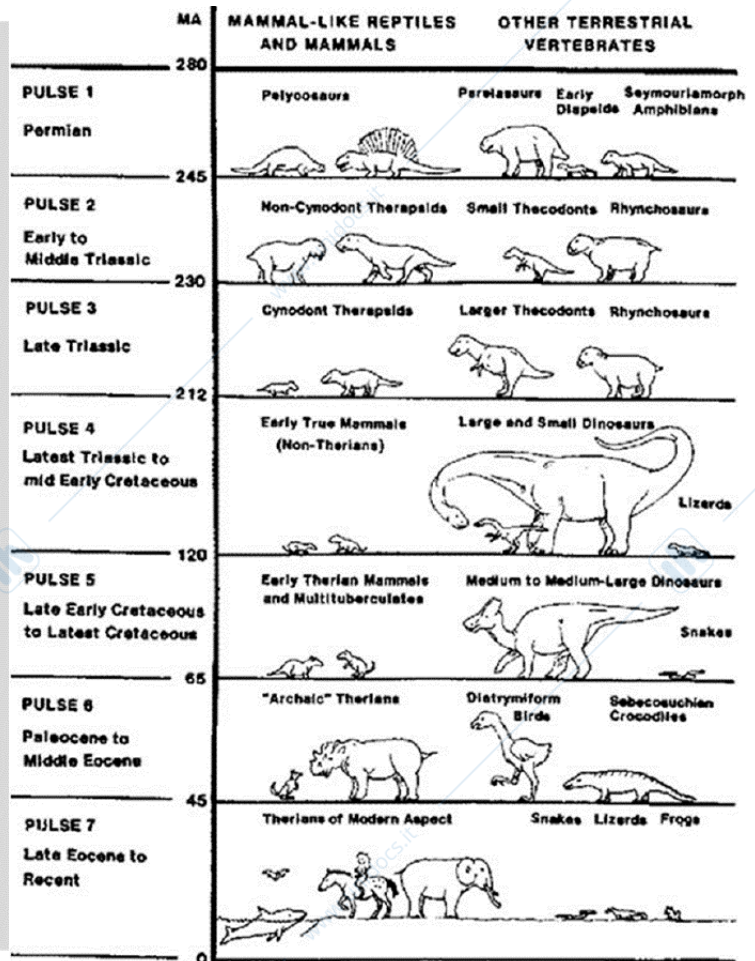 MA
MAMMAL-LIKE REPTILES
AND MAMMALS
OTHER TERRESTRIAL
VERTEBRATES
280
PULSE 1
Permian
Pelycosaurs
Pareiasaurs
Early
Diapsids
Seymouriamorph
Amphibians
245
PULSE 2
Early to
Middle Triassic
Non-Cynodont Therapsids
Small Thecodonts
Rhynchosaurs
230
PULSE 3
Late Triassic
Cynodont Therapsids
Larger Thecodonts
Rhynchosaurs
212
PULSE 4
Latest Triassic to
mid Early Cretaceous
Early True Mammals
(Non-Therians)
Large and Small Dinosaurs
Lizards
120
PULSE 5
Late Early Cretaceous
to Latest Cretaceous
Early Therian Mammals
and Multituberculates
Medium to Medium-Large Dinosaurs
Snakes
65
PULSE 6
Paleocene to
Middle Eocene
"Archaic" Therians
Diatrymiform
Birds
Sebecosuchian
Crocodiles
45
PULSE 7
Late Eocene to
Recent
Therians of Modern Aspect
Snakes Lizards Frogs
0